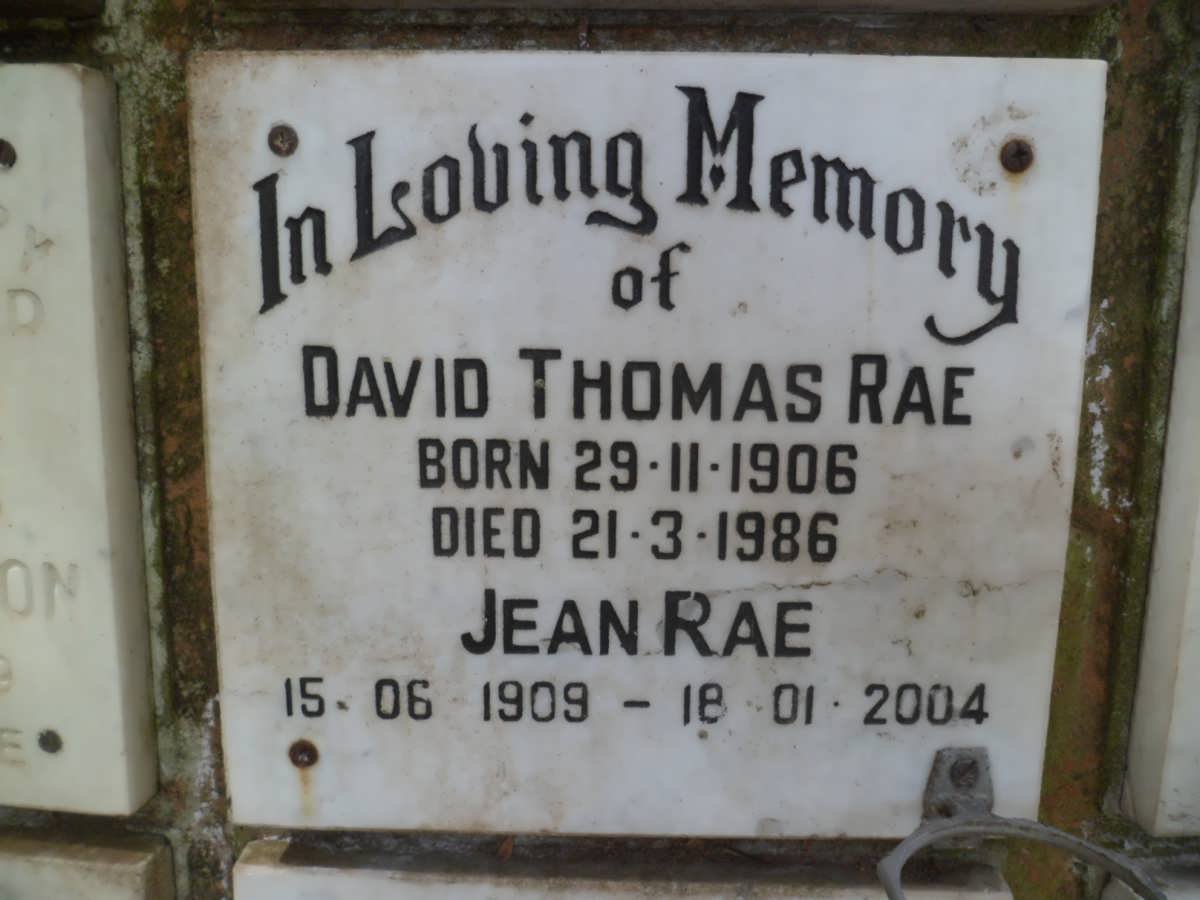 In Loving Memory
of
DAVID THOMAS RAE
BORN 29·11·1906
DIED 21·3·1986
JEAN RAE
15. 06 1909 – 18 01· 2004